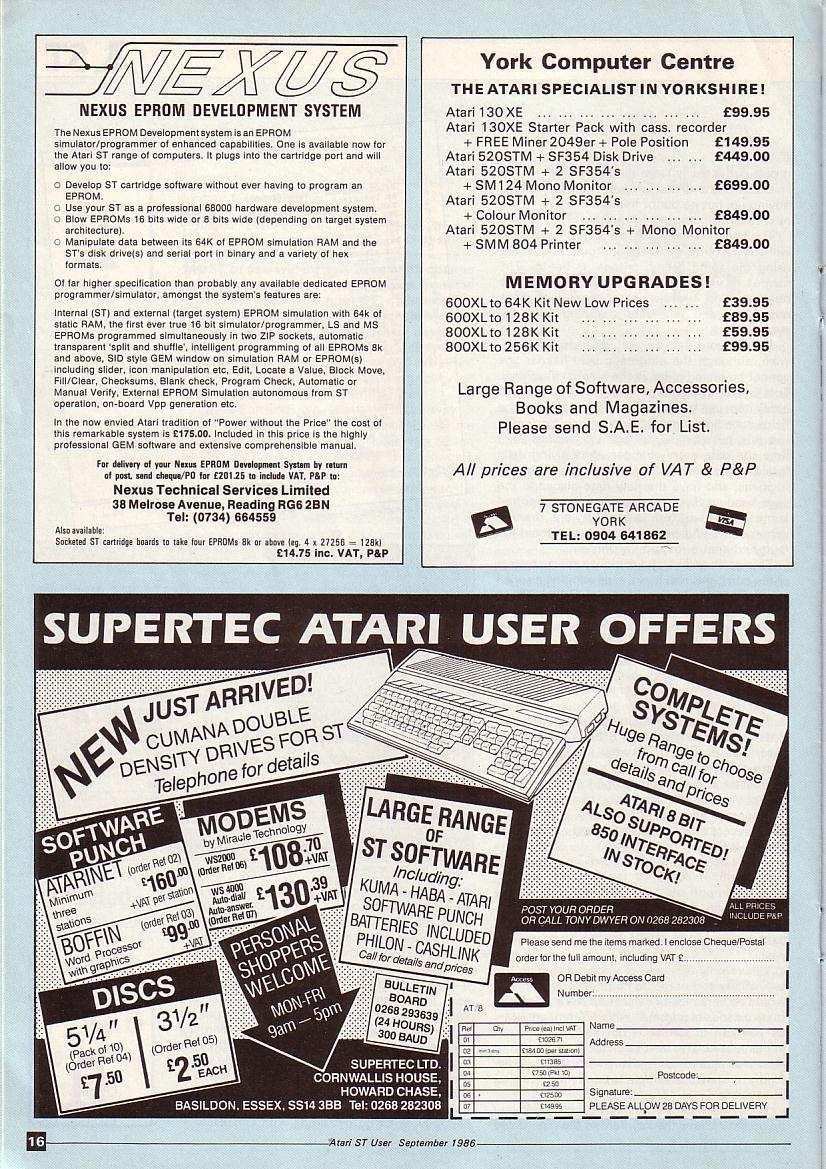 NEXUS
NEXUS EPROM DEVELOPMENT SYSTEM
The Nexus EPROM Development system is an EPROM
simulator/programmer of enhanced capabilities. One is available now for
the Atari ST range of computers. It plugs into the cartridge port and will
allow you to:
○ Develop ST cartridge software without ever having to program an
EPROM.
○ Use your ST as a professional 68000 hardware development system.
○ Blow EPROMs 16 bits wide or 8 bits wide (depending on target system
architecture).
○ Manipulate data between its 64K of EPROM simulation RAM and the
ST's disk drive(s) and serial port in binary and a variety of hex
formats.
Of far higher specification than probably any available dedicated EPROM
programmer/simulator, amongst the system's features are:
Internal (ST) and external (target system) EPROM simulation with 64k of
static RAM, the first ever true 16 bit simulator/programmer, LS and MS
EPROMs programmed simultaneously in two ZIP sockets, automatic
transparent 'split and shuffle', intelligent programming of all EPROMs 8k
and above, SID style GEM window on simulation RAM or EPROM(s)
including slider, icon manipulation etc, Edit, Locate a Value, Block Move,
Fill/Clear, Checksums, Blank check, Program Check, Automatic or
Manual Verify, External EPROM Simulation autonomous from ST
operation, on-board Vpp generation etc.
In the now envied Atari tradition of "Power without the Price" the cost of
this remarkable system is £175.00. Included in this price is the highly
professional GEM software and extensive comprehensible manual.
For delivery of your Nexus EPROM Development System by return
of post, send cheque/PO for £201.25 to include VAT, P&P to:
Nexus Technical Services Limited
38 Melrose Avenue, Reading RG6 2BN
Tel: (0734) 664559
Also available:
Socketed ST cartridge boards to take four EPROMs 8k or above (eg. 4 x 27256 = 128k)
£14.75 inc. VAT, P&P
York Computer Centre
THE ATARI SPECIALIST IN YORKSHIRE!
Atari 130 XE ... ... ... ... ... ... ... ... £99.95
Atari 130XE Starter Pack with cass. recorder
+ FREE Miner 2049er + Pole Position £149.95
Atari 520STM + SF354 Disk Drive ... ... £449.00
Atari 520STM + 2 SF354's
+ SM124 Mono Monitor ... ... ... ... £699.00
Atari 520STM + 2 SF354's
+ Colour Monitor ... ... ... ... ... £849.00
Atari 520STM + 2 SF354's + Mono Monitor
+ SMM 804 Printer ... ... ... ... ... £849.00
MEMORY UPGRADES!
600XL to 64K Kit New Low Prices ... ... £39.95
600XL to 128K Kit ... ... ... ... ... £89.95
800XL to 128K Kit ... ... ... ... ... £59.95
800XL to 256K Kit ... ... ... ... ... £99.95
Large Range of Software, Accessories,
Books and Magazines.
Please send S.A.E. for List.
All prices are inclusive of VAT & P&P
7 STONEGATE ARCADE
YORK
TEL: 0904 641862
VISA
SUPERTEC ATARI USER OFFERS
NEW JUST ARRIVED!
CUMANA DOUBLE
DENSITY DRIVES FOR ST
Telephone for details
COMPLETE
SYSTEMS!
Huge Range to choose
from call for
details and prices
ATARI 8 BIT
ALSO SUPPORTED!
850 INTERFACE
IN STOCK!
SOFTWARE
PUNCH
ATARINET (order Ref 02)
Minimum
three
stations
£160.00
+VAT per station
BOFFIN (order Ref 03)
Word Processor
with graphics
£99.00
+VAT
MODEMS
by Miracle Technology
WS2000
(Order Ref 06) £108.70
+VAT
WS 4000
Auto-dial/
Auto-answer
(Order Ref 07)
£130.39
+VAT
LARGE RANGE
OF
ST SOFTWARE
Including:
KUMA - HABA - ATARI
SOFTWARE PUNCH
BATTERIES INCLUDED
PHILON - CASHLINK
Call for details and prices
PERSONAL
SHOPPERS
WELCOME
MON-FRI
9am — 5pm
DISCS
5¼"
(Pack of 10)
(Order Ref 04)
£7.50
3½"
(Order Ref 05)
£2.50
EACH
BULLETIN
BOARD
0268 293639
(24 HOURS)
300 BAUD
SUPERTEC LTD.
CORNWALLIS HOUSE,
HOWARD CHASE,
BASILDON, ESSEX, SS14 3BB Tel: 0268 282308
POST YOUR ORDER
OR CALL TONY DWYER ON 0268 282308
ALL PRICES
INCLUDE P&P
Please send me the items marked. I enclose Cheque/Postal
order for the full amount, including VAT £
Access
OR Debit my Access Card
Number:
AT/8
Ref Qty Price (ea) Incl VAT
01 £1026.71
02 £184.00 (per station)
03 £113.85
04 £7.50 (Pkt 10)
05 £2.50
06 £125.00
07 £149.95
Name
Address
Postcode:
Signature:
PLEASE ALLOW 28 DAYS FOR DELIVERY
16
Atari ST User September 1986